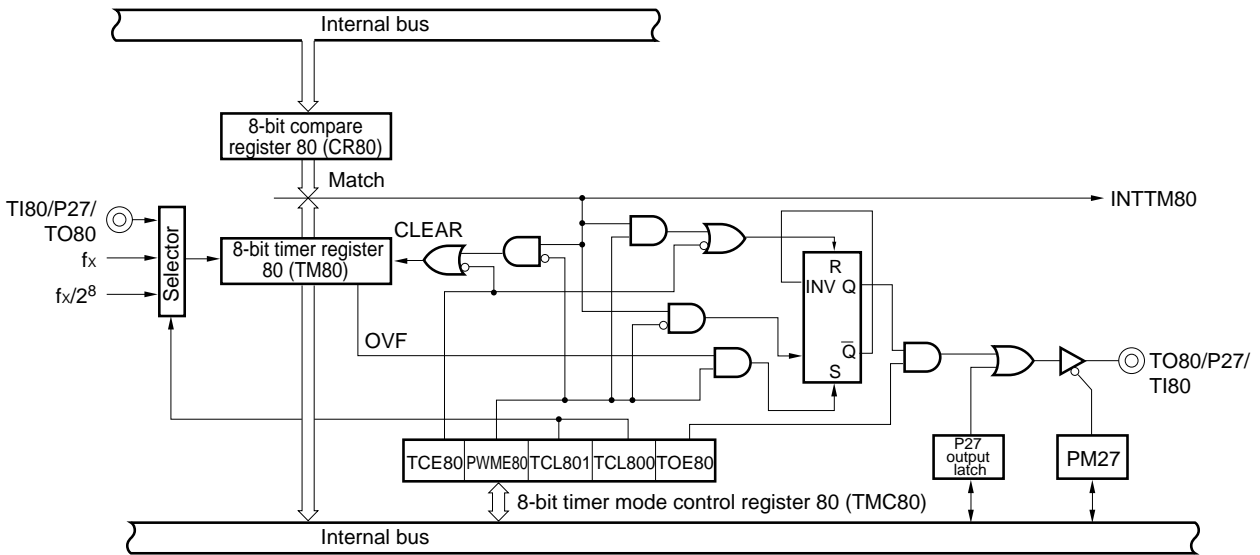 Internal bus
8-bit compare
register 80 (CR80)
Match
INTTM80
TI80/P27/
TO80
fX
fX/2⁸
Selector
8-bit timer register
80 (TM80)
CLEAR
OVF
R
INV Q
Q̅
S
TO80/P27/
TI80
TCE80 PWME80 TCL801 TCL800 TOE80
P27
output
latch
PM27
8-bit timer mode control register 80 (TMC80)
Internal bus